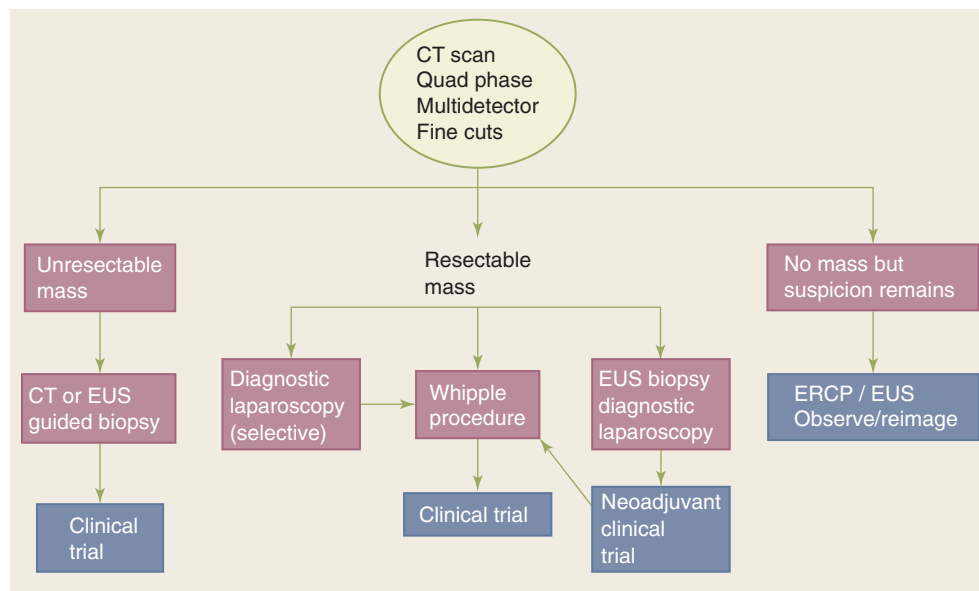 CT scan
Quad phase
Multidetector
Fine cuts
Unresectable
mass
Resectable
mass
No mass but
suspicion remains
CT or EUS
guided biopsy
Diagnostic
laparoscopy
(selective)
Whipple
procedure
EUS biopsy
diagnostic
laparoscopy
ERCP / EUS
Observe/reimage
Clinical
trial
Clinical trial
Neoadjuvant
clinical
trial